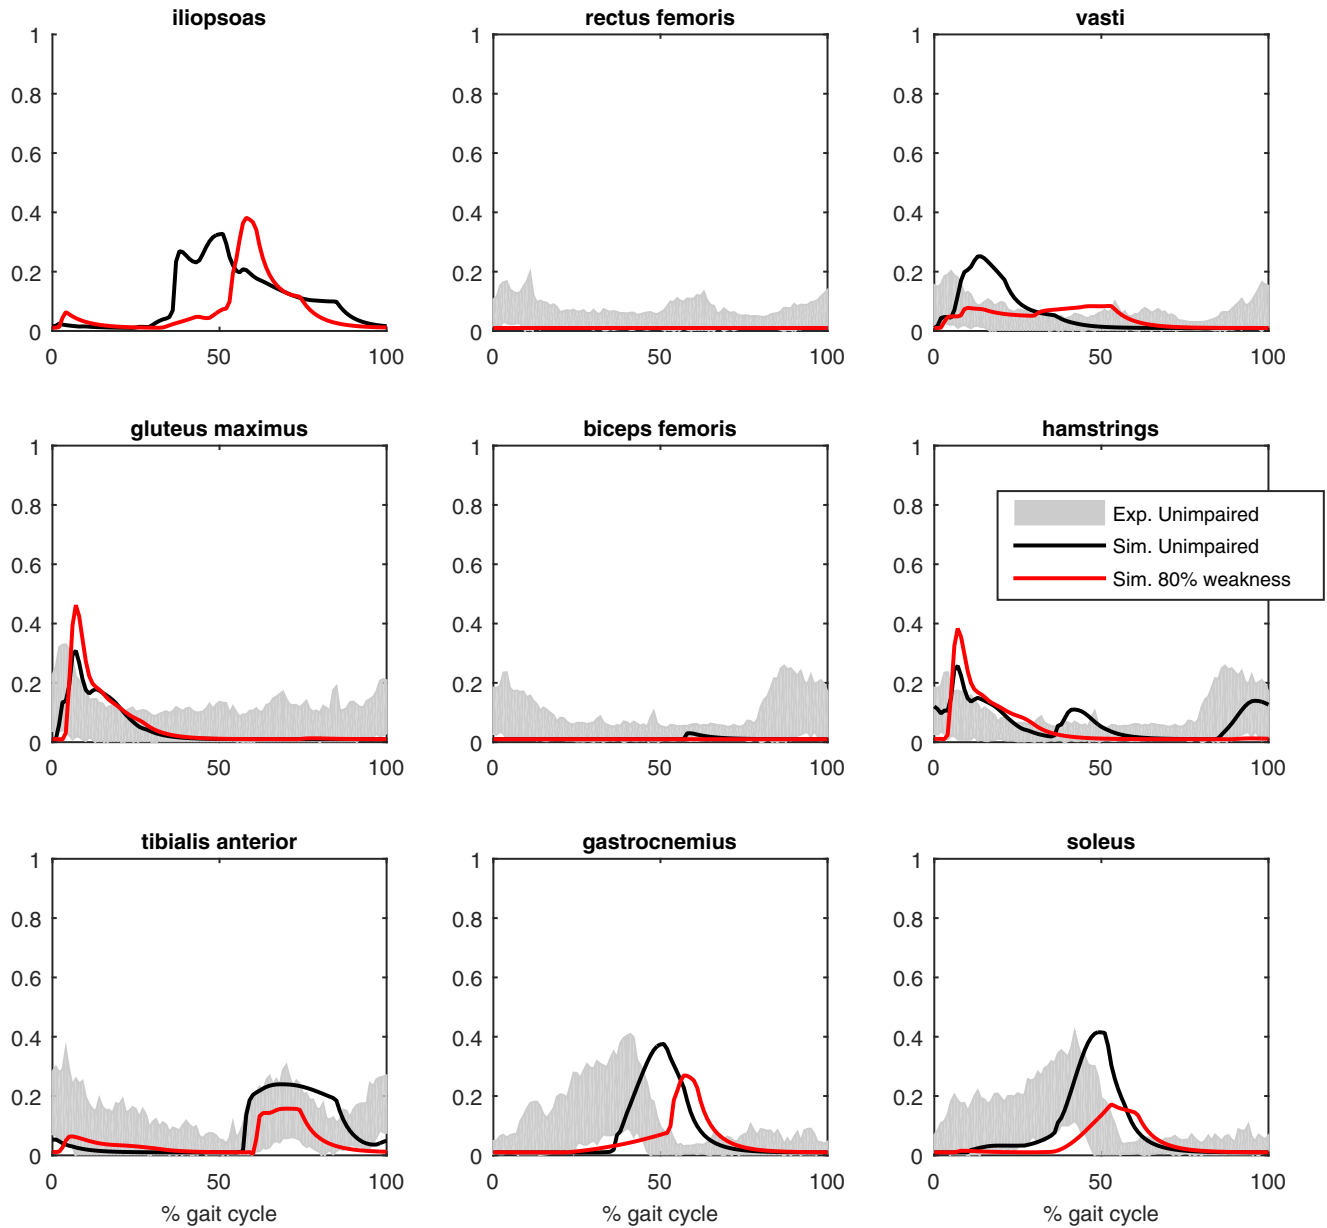 iliopsoas
1
0.8
0.6
0.4
0.2
0
0 50 100
rectus femoris
1
0.8
0.6
0.4
0.2
0
0 50 100
vasti
1
0.8
0.6
0.4
0.2
0
0 50 100
gluteus maximus
1
0.8
0.6
0.4
0.2
0
0 50 100
biceps femoris
1
0.8
0.6
0.4
0.2
0
0 50 100
hamstrings
1
0.8
0.6
0.4
0.2
0
0 50 100
Exp. Unimpaired
Sim. Unimpaired
Sim. 80% weakness
tibialis anterior
1
0.8
0.6
0.4
0.2
0
0 50 100
% gait cycle
gastrocnemius
1
0.8
0.6
0.4
0.2
0
0 50 100
% gait cycle
soleus
1
0.8
0.6
0.4
0.2
0
0 50 100
% gait cycle